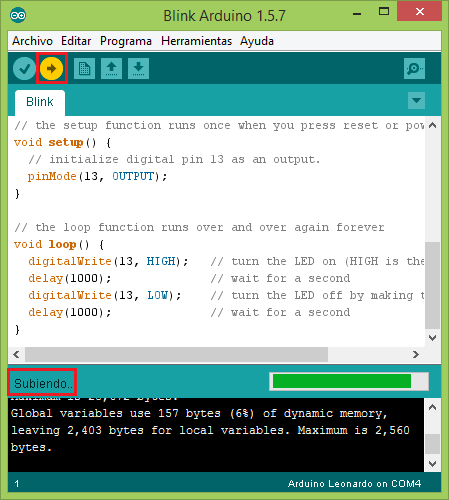 Blink Arduino 1.5.7
Archivo Editar Programa Herramientas Ayuda
Blink
// the setup function runs once when you press reset or pow
void setup() {
// initialize digital pin 13 as an output.
pinMode(13, OUTPUT);
}
// the loop function runs over and over again forever
void loop() {
digitalWrite(13, HIGH); // turn the LED on (HIGH is the
delay(1000); // wait for a second
digitalWrite(13, LOW); // turn the LED off by making t
delay(1000); // wait for a second
}
Subiendo...
Maximum is 28,672 bytes.
Global variables use 157 bytes (6%) of dynamic memory,
leaving 2,403 bytes for local variables. Maximum is 2,560
bytes.
1 Arduino Leonardo on COM4